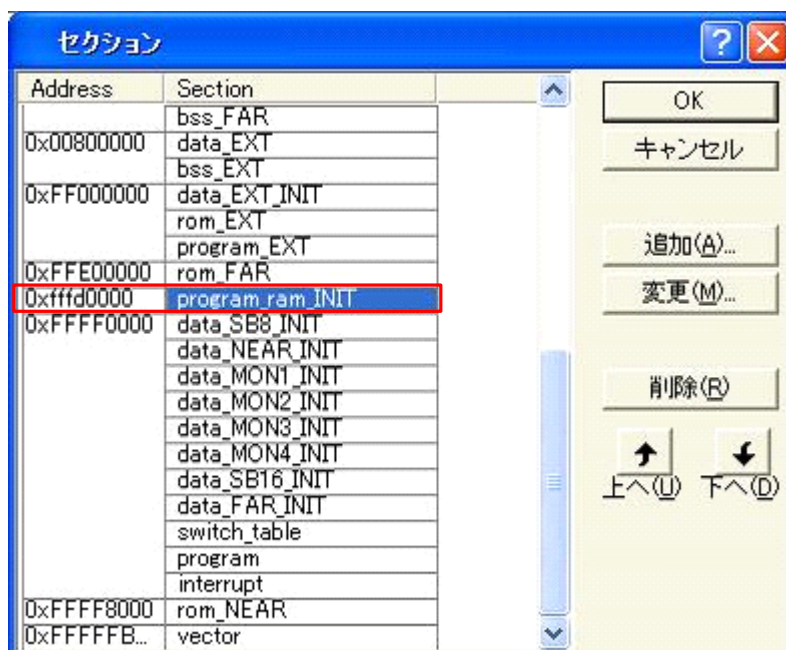 セクション
Address Section
bss_FAR
0x00800000 data_EXT
bss_EXT
0xFF000000 data_EXT_INIT
rom_EXT
program_EXT
0xFFE00000 rom_FAR
0xfffd0000 program_ram_INIT
0xFFFF0000 data_SB8_INIT
data_NEAR_INIT
data_MON1_INIT
data_MON2_INIT
data_MON3_INIT
data_MON4_INIT
data_SB16_INIT
data_FAR_INIT
switch_table
program
interrupt
0xFFFF8000 rom_NEAR
0xFFFFFB... vector
OK
キャンセル
追加(A)...
変更(M)...
削除(R)
上へ(U) 下へ(D)